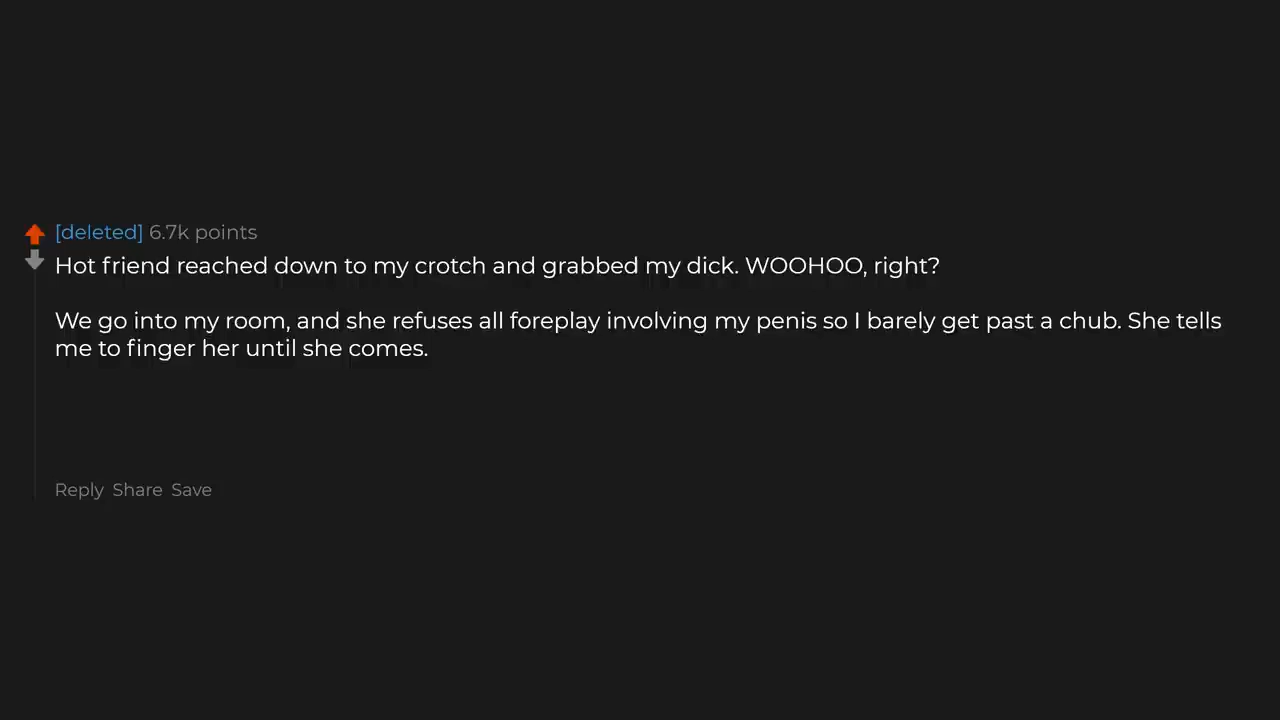 [deleted] 6.7k points
Hot friend reached down to my crotch and grabbed my dick. WOOHOO, right?
We go into my room, and she refuses all foreplay involving my penis so I barely get past a chub. She tells
me to finger her until she comes.
Reply Share Save